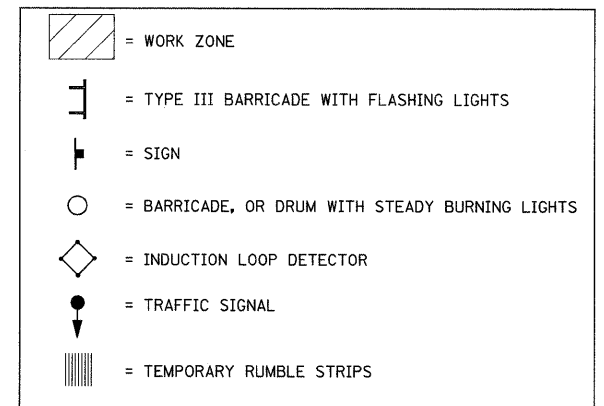 = WORK ZONE
= TYPE III BARRICADE WITH FLASHING LIGHTS
= SIGN
= BARRICADE, OR DRUM WITH STEADY BURNING LIGHTS
= INDUCTION LOOP DETECTOR
= TRAFFIC SIGNAL
= TEMPORARY RUMBLE STRIPS